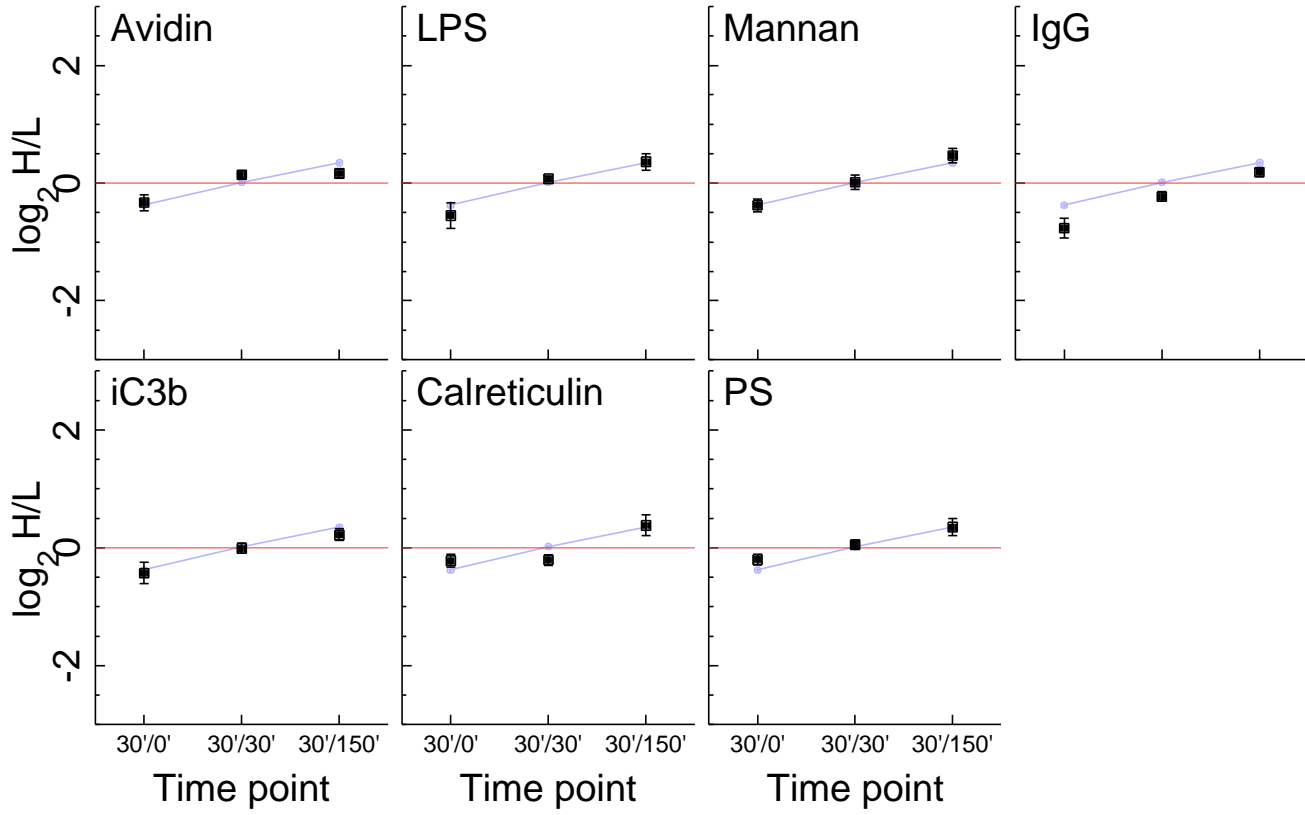 Avidin LPS Mannan IgG
2
0
-2
log2 H/L
iC3b Calreticulin PS
2
0
-2
log2 H/L
30'/0' 30'/30' 30'/150' 30'/0' 30'/30' 30'/150' 30'/0' 30'/30' 30'/150'
Time point Time point Time point